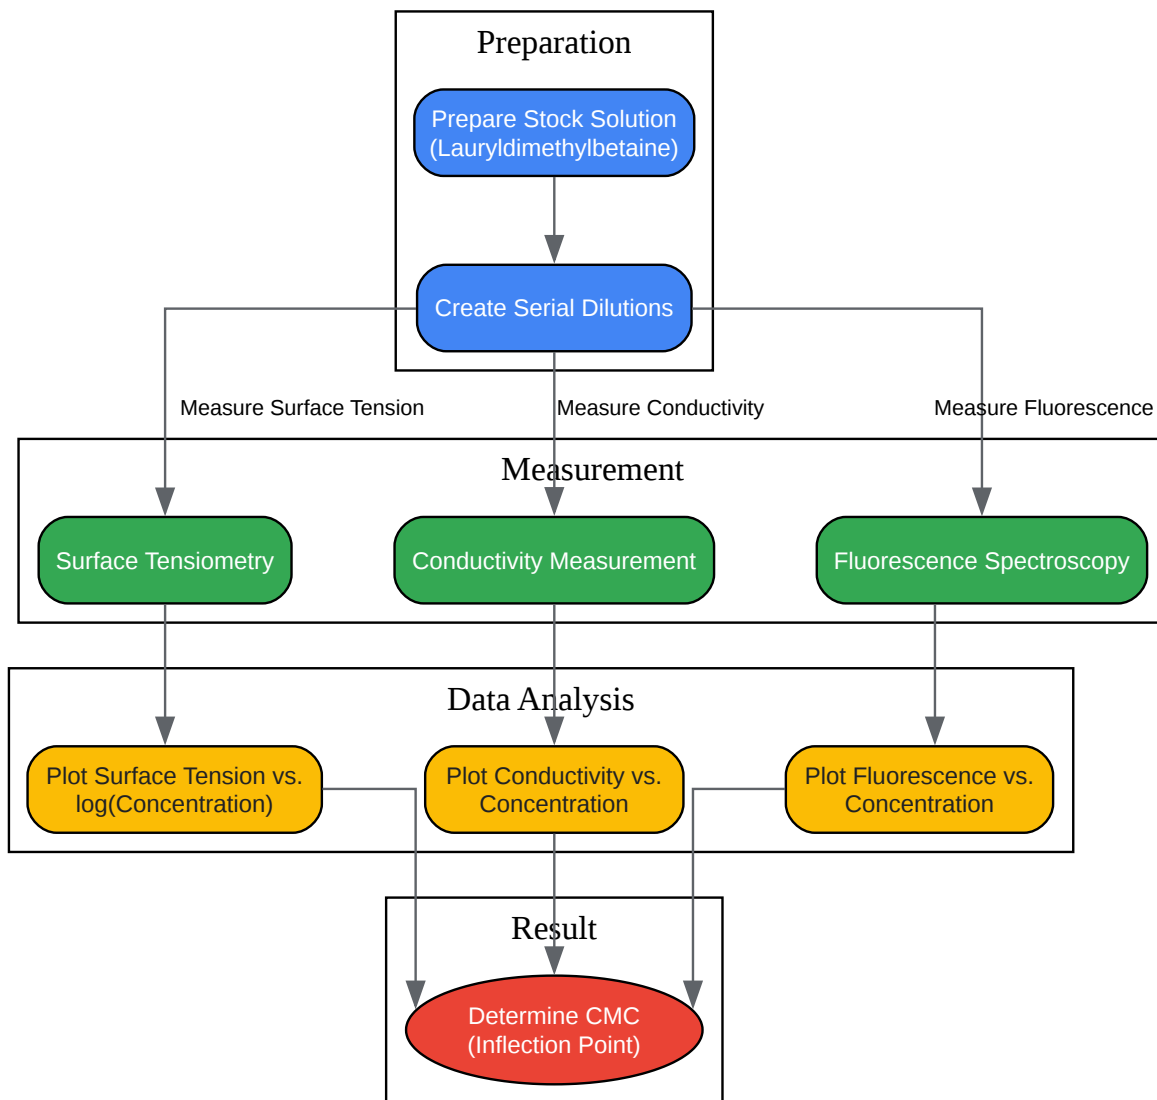 Preparation
Prepare Stock Solution
(Lauryldimethylbetaine)
Create Serial Dilutions
Measure Surface Tension
Measure Conductivity
Measure Fluorescence
Measurement
Surface Tensiometry
Conductivity Measurement
Fluorescence Spectroscopy
Data Analysis
Plot Surface Tension vs.
log(Concentration)
Plot Conductivity vs.
Concentration
Plot Fluorescence vs.
Concentration
Result
Determine CMC
(Inflection Point)